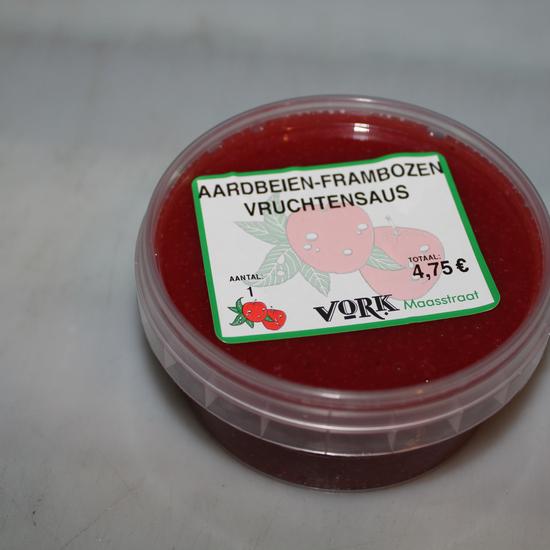 AARDBEIEN-FRAMBOZEN
VRUCHTENSAUS
AANTAL:
1
TOTAAL:
4,75 €
VORK Maasstraat